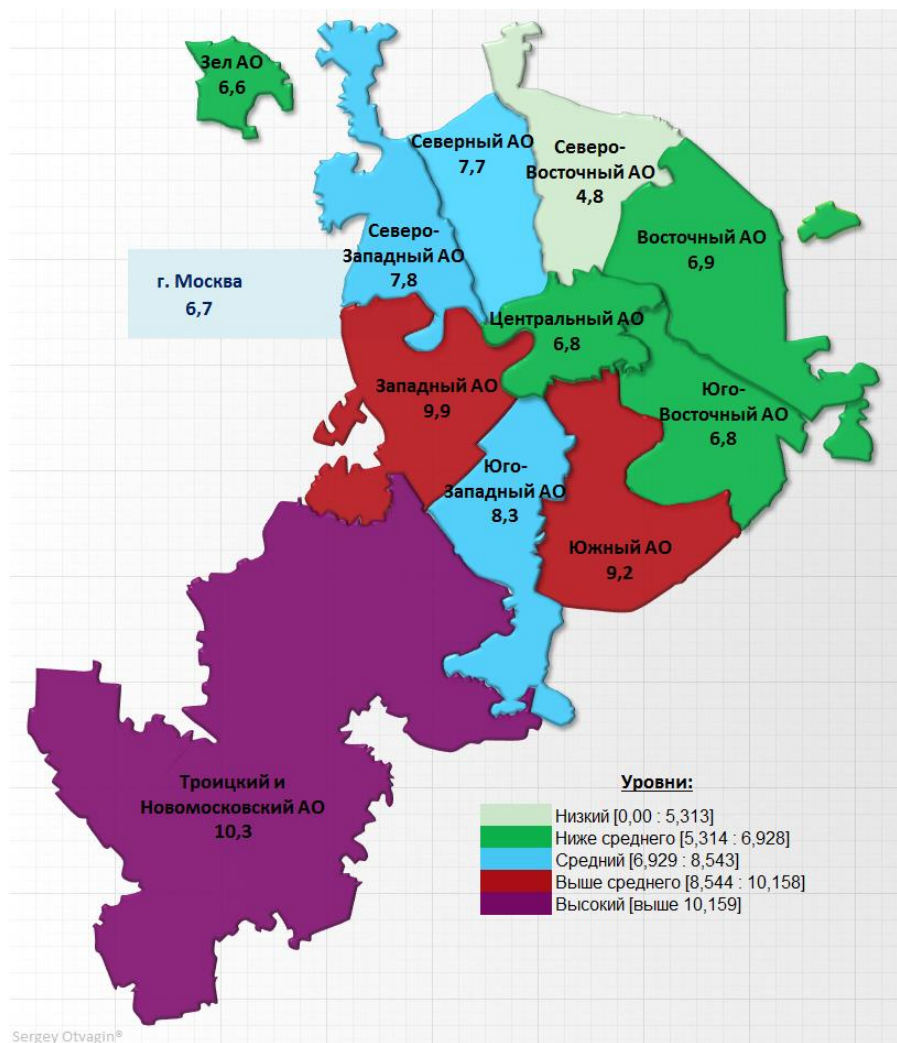 Зел АО
6,6
Северный АО
7,7
Северо-
Восточный АО
4,8
Северо-
Западный АО
7,8
Восточный АО
6,9
г. Москва
6,7
Центральный АО
6,8
Западный АО
9,9
Юго-
Восточный АО
6,8
Юго-
Западный АО
8,3
Южный АО
9,2
Троицкий и
Новомосковский АО
10,3
Уровни:
Низкий [0,00 : 5,313]
Ниже среднего [5,314 : 6,928]
Средний [6,929 : 8,543]
Выше среднего [8,544 : 10,158]
Высокий [выше 10,159]
Sergey Otvagin®